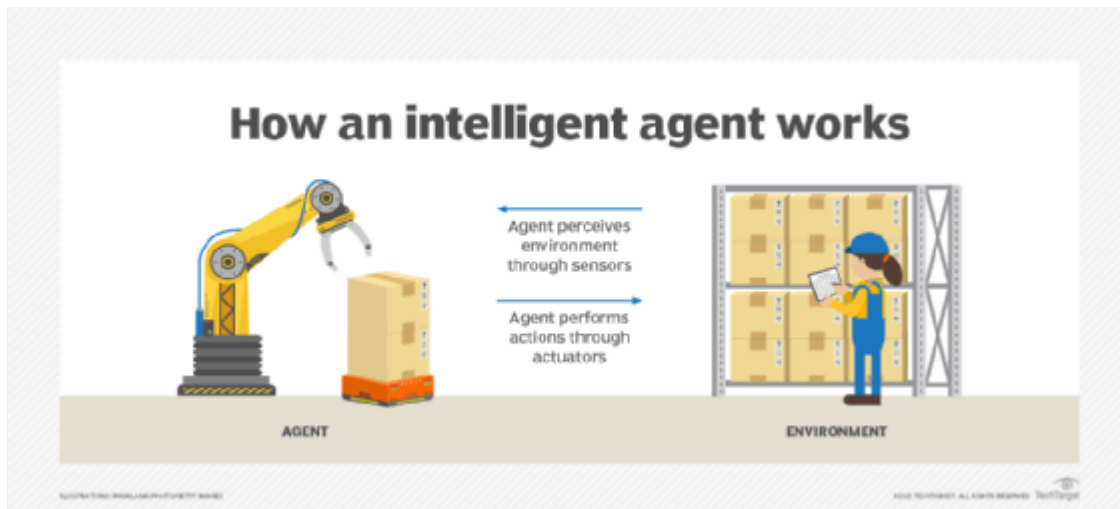 How an intelligent agent works
Agent perceives
environment
through sensors
Agent performs
actions through
actuators
AGENT
ENVIRONMENT
TechTarget